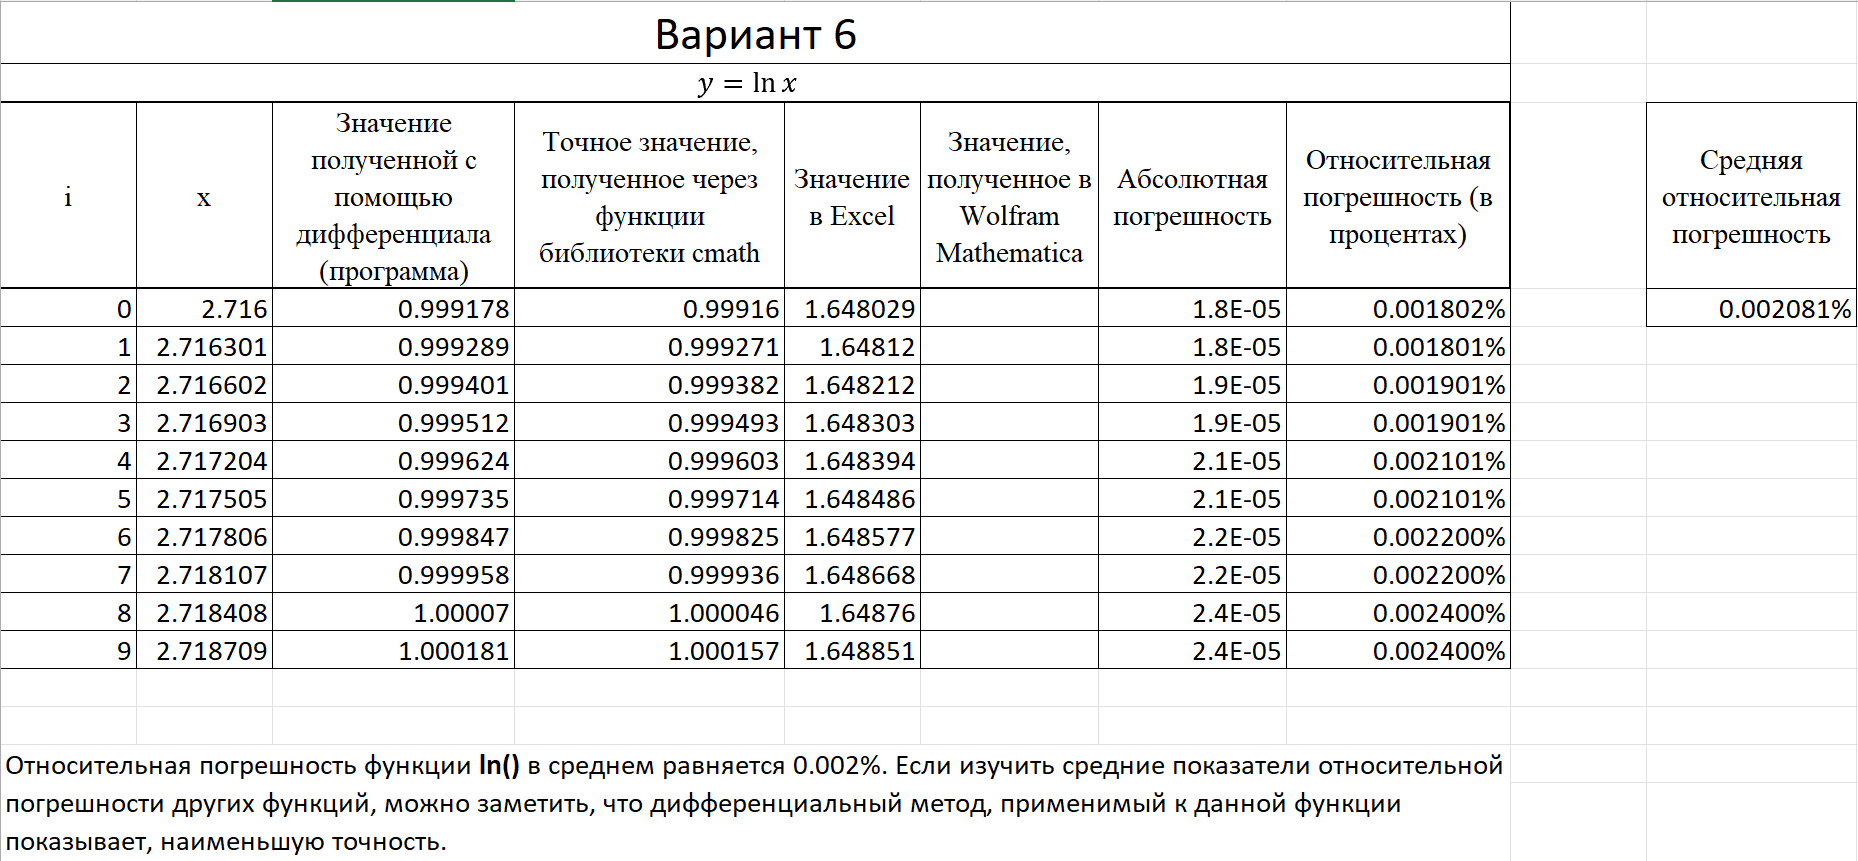 Вариант 6
y = ln x
i
x
Значение
полученной с
помощью
дифференциала
(программа)
Точное значение,
полученное через
функции
библиотеки cmath
Значение
в Excel
Значение,
полученное в
Wolfram
Mathematica
Абсолютная
погрешность
Относительная
погрешность (в
процентах)
Средняя
относительная
погрешность
0 2.716 0.999178 0.99916 1.648029 1.8E-05 0.001802% 0.002081%
1 2.716301 0.999289 0.999271 1.64812 1.8E-05 0.001801%
2 2.716602 0.999401 0.999382 1.648212 1.9E-05 0.001901%
3 2.716903 0.999512 0.999493 1.648303 1.9E-05 0.001901%
4 2.717204 0.999624 0.999603 1.648394 2.1E-05 0.002101%
5 2.717505 0.999735 0.999714 1.648486 2.1E-05 0.002101%
6 2.717806 0.999847 0.999825 1.648577 2.2E-05 0.002200%
7 2.718107 0.999958 0.999936 1.648668 2.2E-05 0.002200%
8 2.718408 1.00007 1.000046 1.64876 2.4E-05 0.002400%
9 2.718709 1.000181 1.000157 1.648851 2.4E-05 0.002400%
Относительная погрешность функции ln() в среднем равняется 0.002%. Если изучить средние показатели относительной
погрешности других функций, можно заметить, что дифференциальный метод, применимый к данной функции
показывает, наименьшую точность.